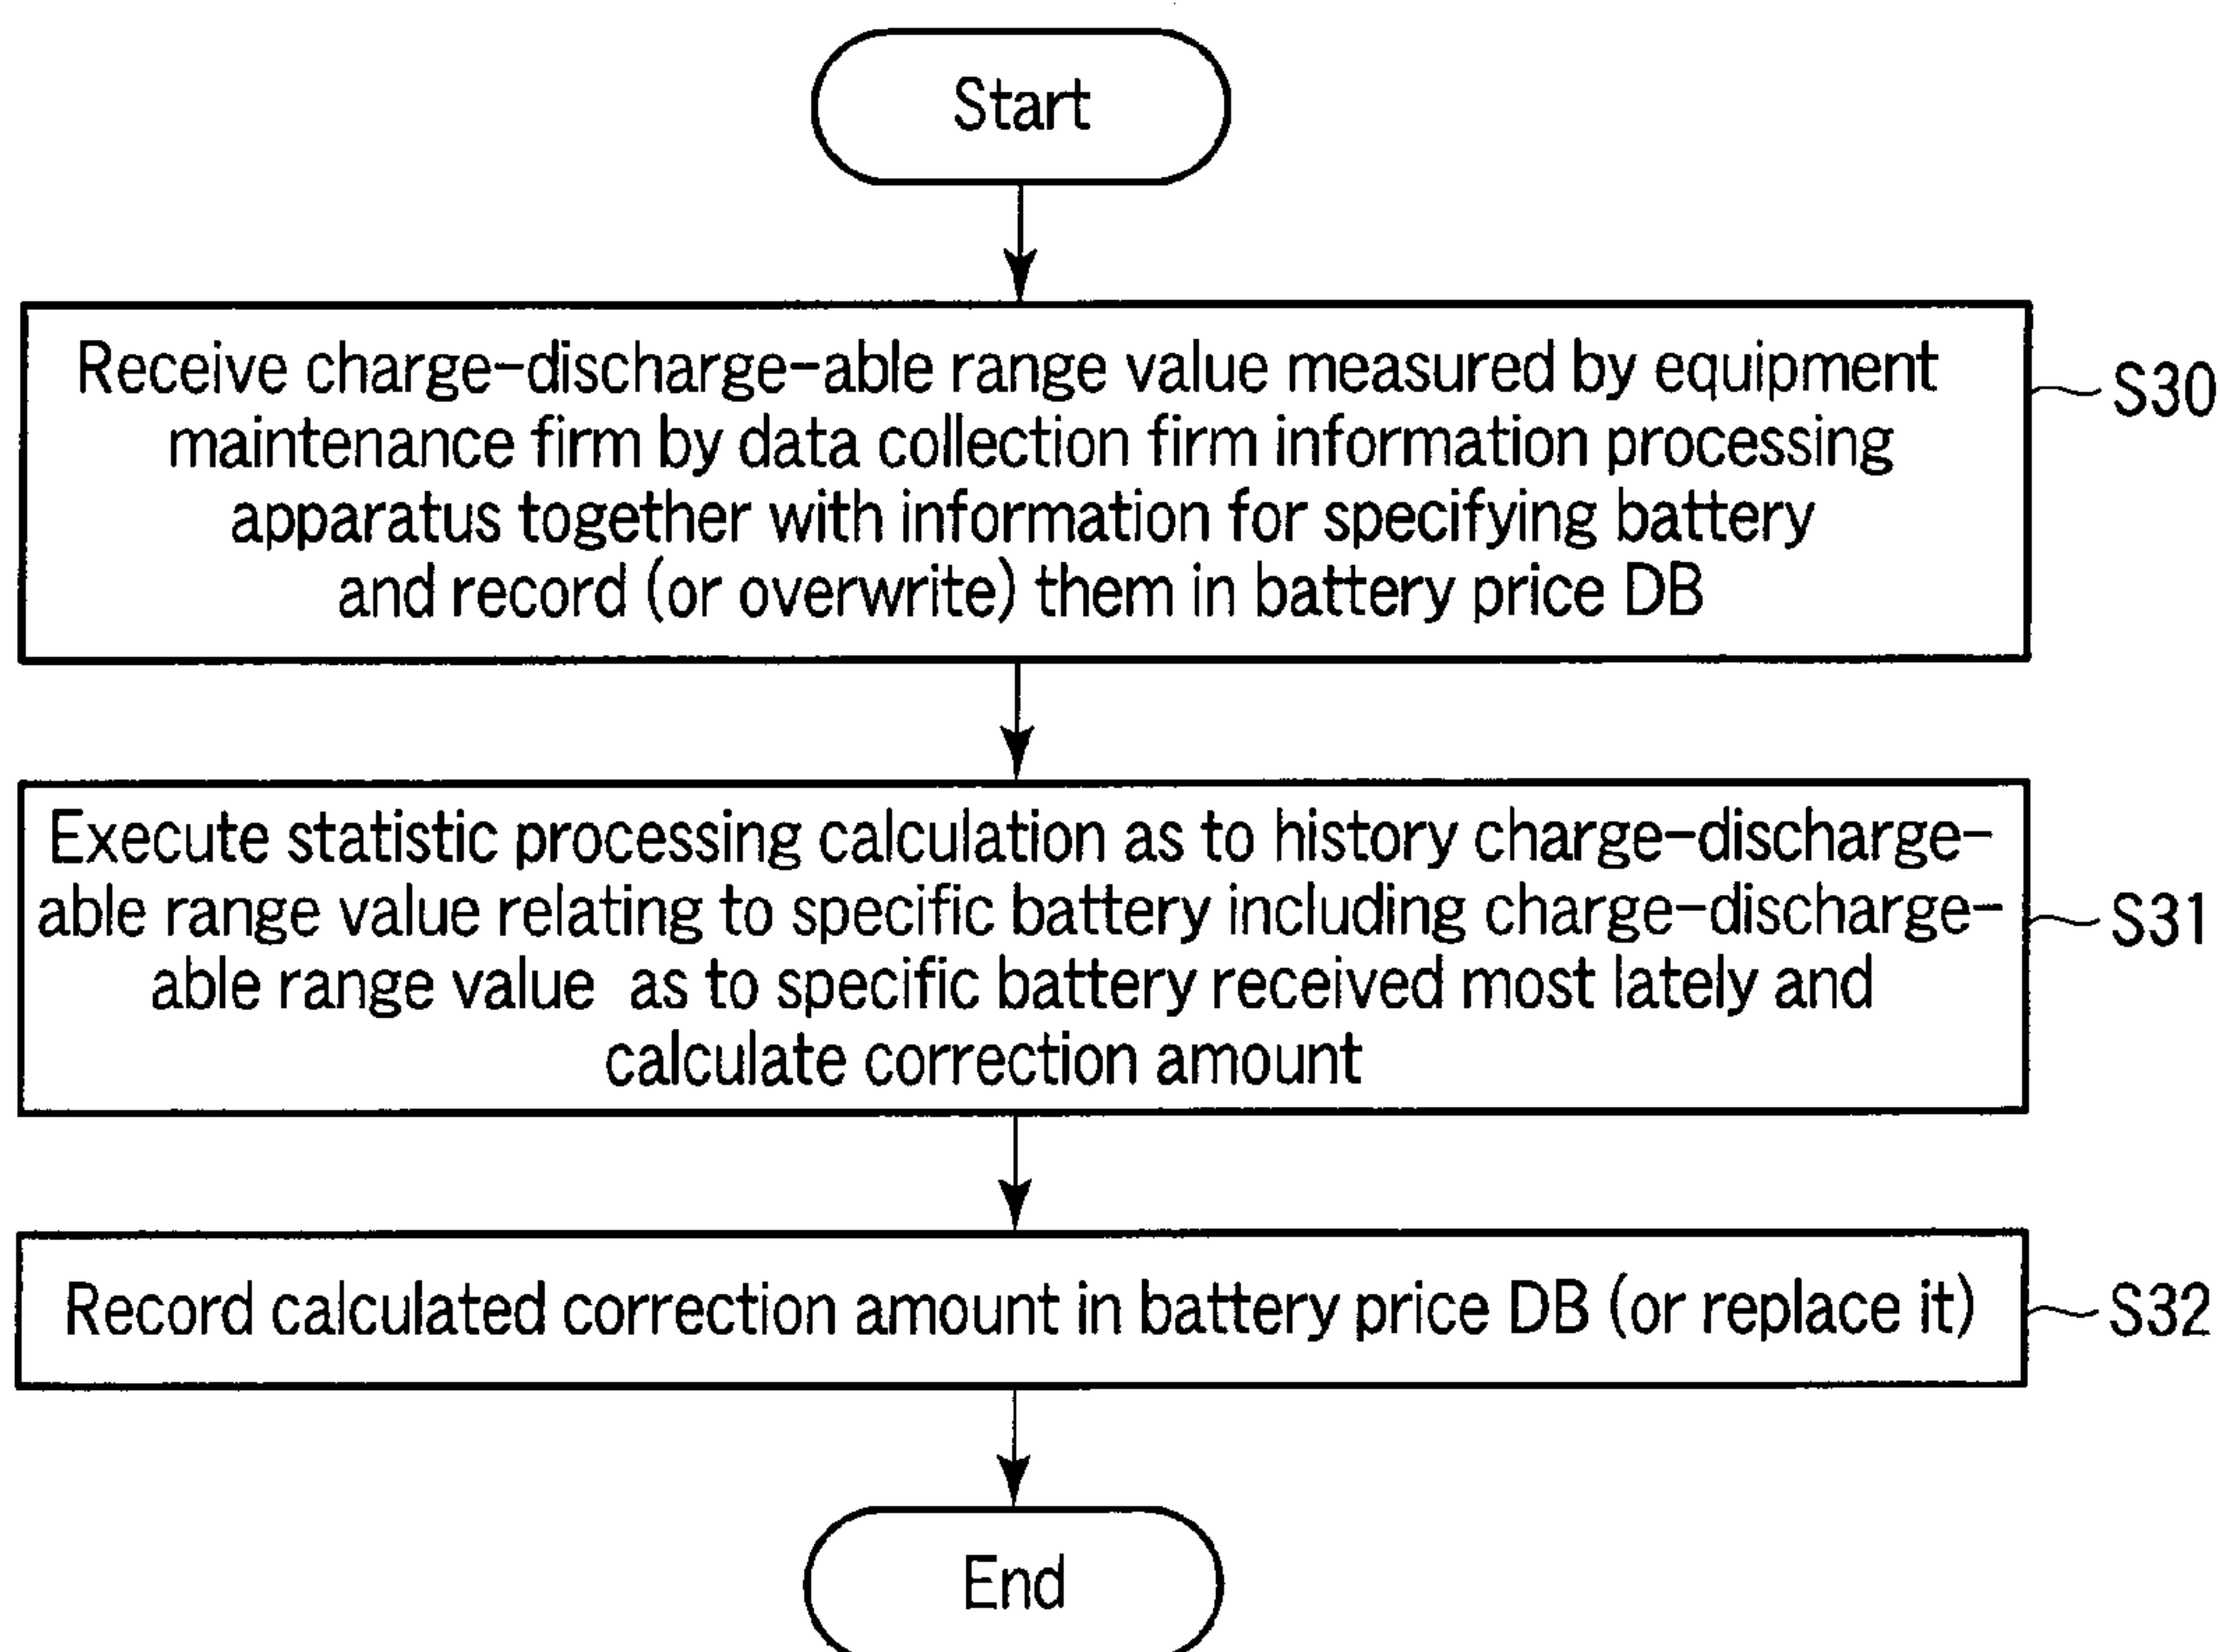 Start
Receive charge-discharge-able range value measured by equipment
maintenance firm by data collection firm information processing
apparatus together with information for specifying battery
and record (or overwrite) them in battery price DB
S30
Execute statistic processing calculation as to history charge-discharge-
able range value relating to specific battery including charge-discharge-
able range value as to specific battery received most lately and
calculate correction amount
S31
Record calculated correction amount in battery price DB (or replace it)
S32
End